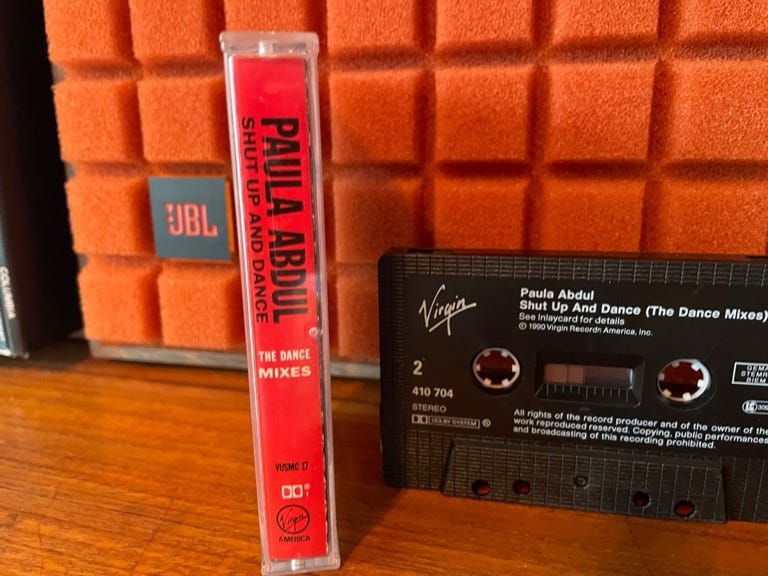 PAULA ABDUL
SHUT UP AND DANCE
THE DANCE
MIXES
VUSMC 17
Virgin
AMERICA
JBL
COLUMBIA
Virgin
Paula Abdul
Shut Up And Dance (The Dance Mixes)
See Inlaycard for details
℗ 1990 Virgin Records America, Inc.
2
410 704
STEREO
DOLBY SYSTEM ®
All rights of the record producer and of the owner of the
work reproduced reserved. Copying, public performances
and broadcasting of this recording prohibited.
GEMA
STEMR
BIEM